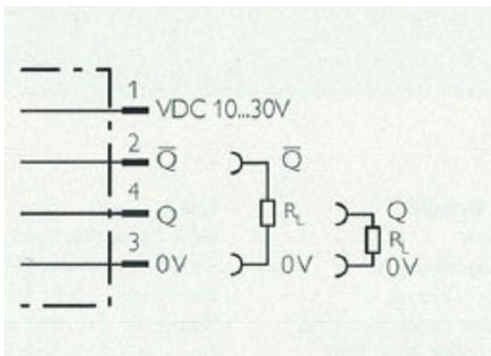 1 VDC 10...30V
2 Q̅ Q̅
4 Q R_L Q
3 0V 0V R_L 0V